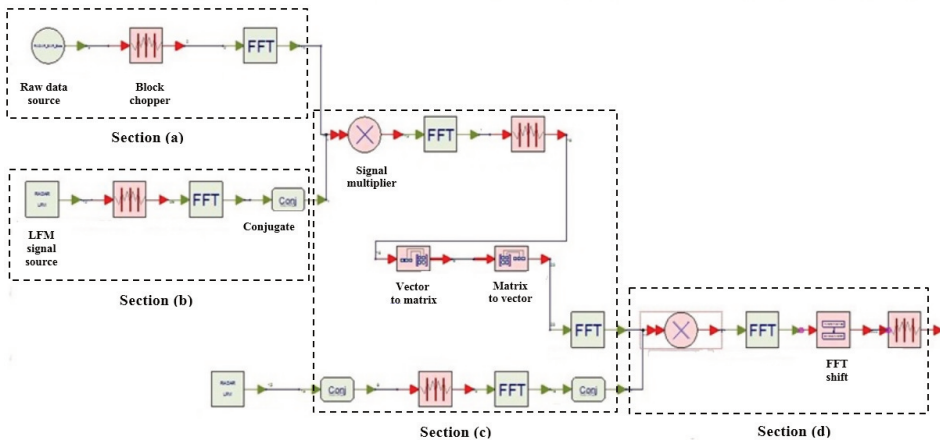 FFT
Raw data
source
Block
chopper
Section (a)
FFT
Signal
multiplier
RADAR
LFM
FFT
Conj
LFM
signal
source
Conjugate
Section (b)
Vector
to matrix
Matrix
to vector
FFT
FFT
FFT
shift
RADAR
LFM
Conj
FFT
Conj
Section (c)
Section (d)